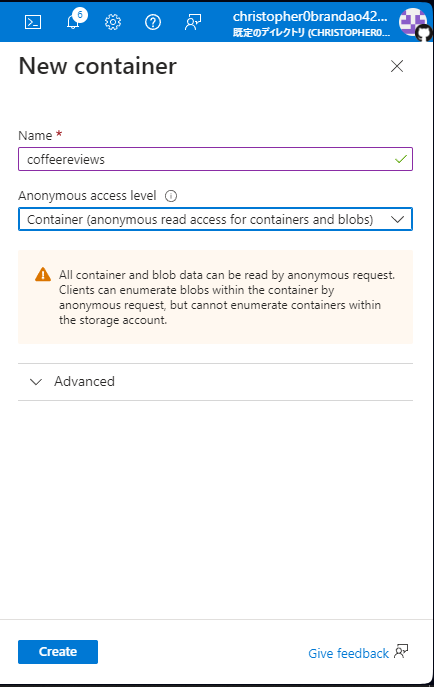 6
christopher0brandao42...
既定のディレクトリ (CHRISTOPHER0...
New container
Name *
coffeereviews
Anonymous access level
Container (anonymous read access for containers and blobs)
All container and blob data can be read by anonymous request.
Clients can enumerate blobs within the container by
anonymous request, but cannot enumerate containers within
the storage account.
Advanced
Create
Give feedback